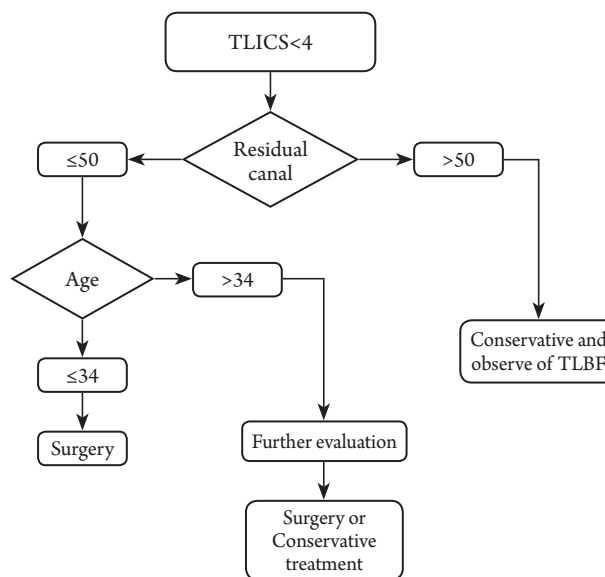 TLICS<4
Residual
canal
≤50
>50
Age
>34
≤34
Conservative and
observe of TLBF
Surgery
Further evaluation
Surgery or
Conservative
treatment